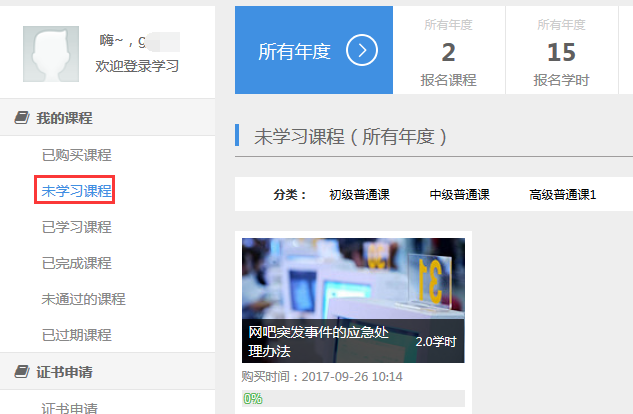 嗨~，g
欢迎登录学习
我的课程
已购买课程
未学习课程
已学习课程
已完成课程
未通过的课程
已过期课程
证书申请
证书申请
所有年度
所有年度
2
报名课程
所有年度
15
报名学时
未学习课程（所有年度）
分类：
初级普通课
中级普通课
高级普通课1
31
网吧突发事件的应急处
理办法
2.0学时
购买时间：2017-09-26 10:14
0%